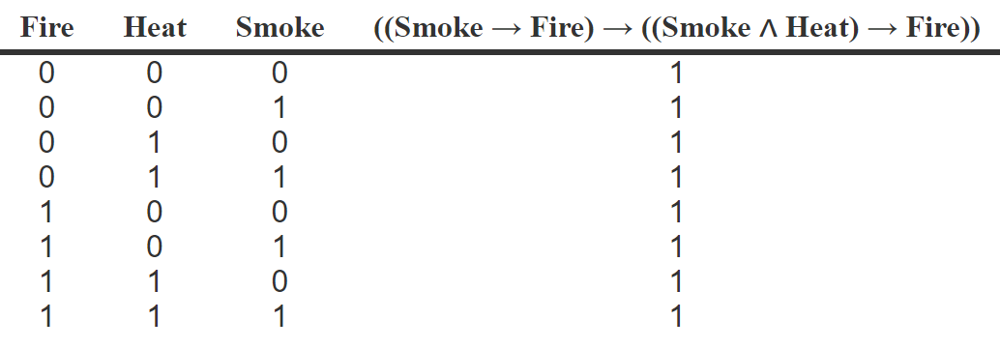 Fire Heat Smoke ((Smoke → Fire) → ((Smoke ∧ Heat) → Fire))
0 0 0 1
0 0 1 1
0 1 0 1
0 1 1 1
1 0 0 1
1 0 1 1
1 1 0 1
1 1 1 1